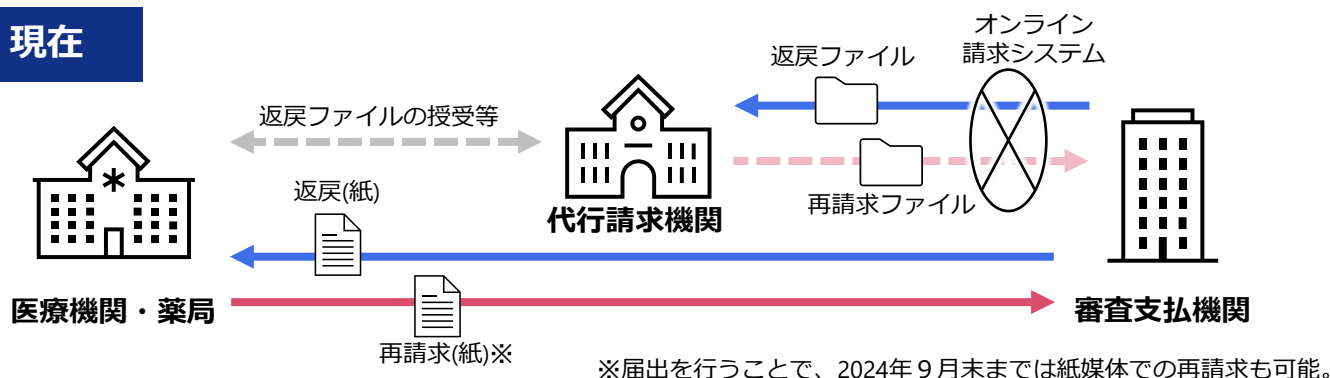 現在
オンライン
請求システム
返戻ファイル
返戻ファイルの授受等
再請求ファイル
代行請求機関
返戻(紙)
医療機関・薬局
審査支払機関
再請求(紙)※
※届出を行うことで、2024年９月末までは紙媒体での再請求も可能。